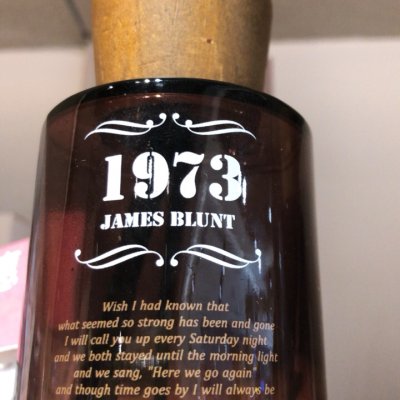 1973
JAMES BLUNT
Wish I had known that
what seemed so strong has been and gone
I will call you up every Saturday night
and we both stayed until the morning light
and we sang, "Here we go again
and though time goes by I will always be